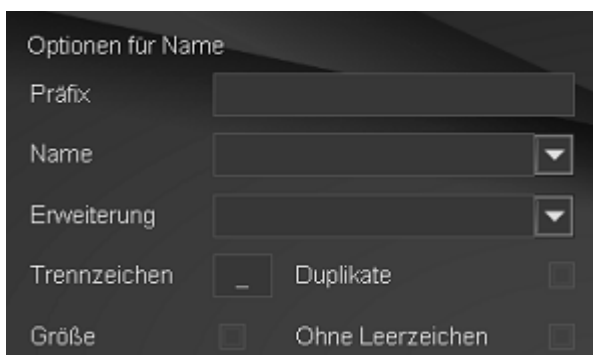 Optionen für Name
Präfix
Name
Erweiterung
Trennzeichen _ Duplikate
Größe Ohne Leerzeichen